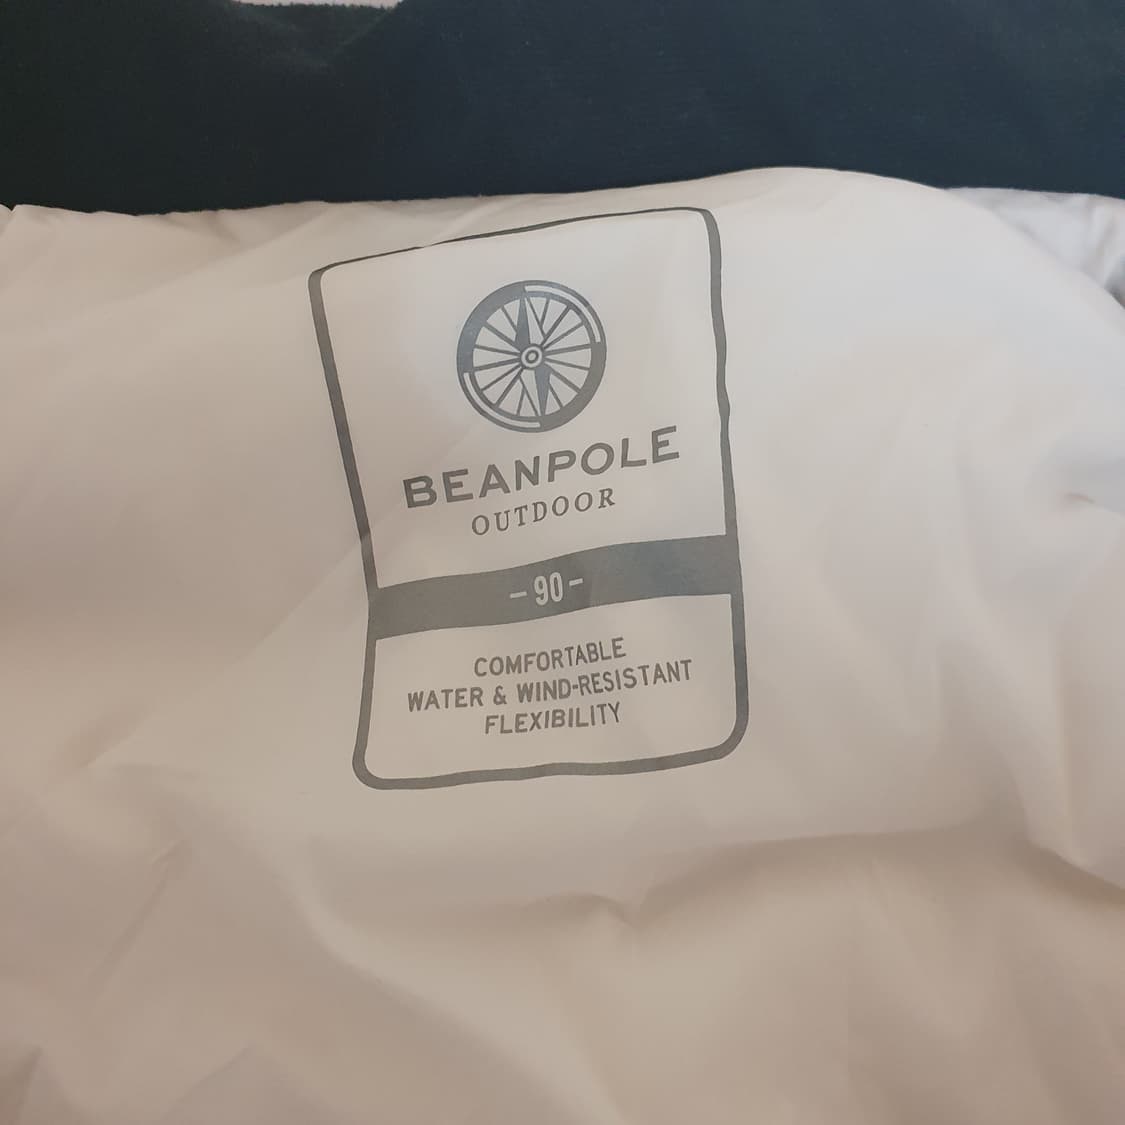 BEANPOLE
OUTDOOR
-90-
COMFORTABLE
WATER & WIND-RESISTANT
FLEXIBILITY